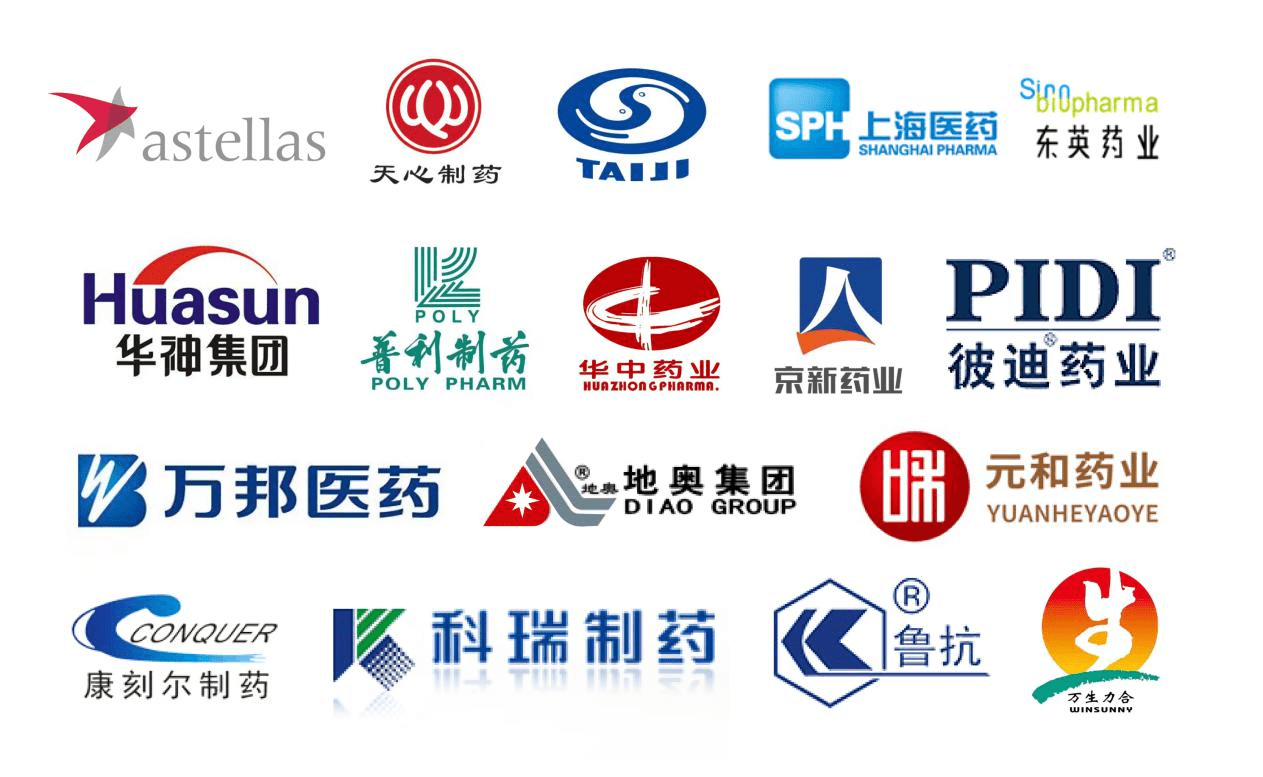 astellas
天心制药
TAIJI
SPH 上海医药
SHANGHAI PHARMA
Sino
biopharma
东英药业
Huasun
华神集团
POLY
普利制药
POLY PHARM
华中药业
HUAZHONGPHARMA.
京新药业
PIDI®
彼迪®药业
万邦医药
®
地奥
地奥集团
DIAO GROUP
元和药业
YUANHEYAOYE
CONQUER
康刻尔制药
科瑞制药
®
鲁抗
万生力合
WINSUNNY